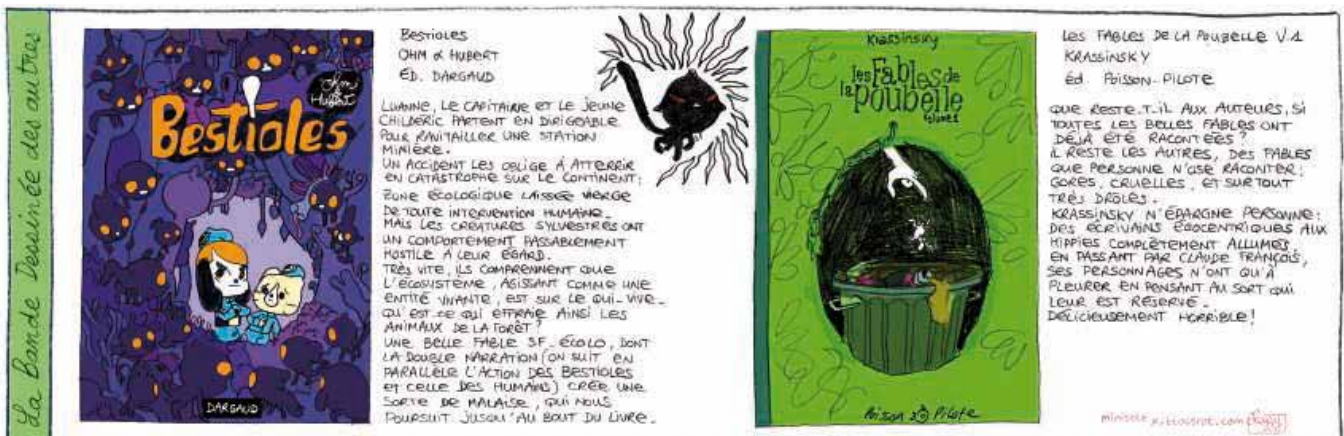 La Bande Dessinée des autres
Ohm &
Hubert
Bestioles
DARGAUD
BESTIOLES
OHM & HUBERT
ÉD. DARGAUD
LUANNE, LE CAPITAINE ET LE JEUNE
CHILDERIC PARTENT EN DIRIGEABLE
POUR RAVITAILLER UNE STATION
MINIÈRE.
UN ACCIDENT LES OBLIGE À ATTERRIR
EN CATASTROPHE SUR LE CONTINENT;
ZONE ÉCOLOGIQUE LAISSÉE VIERGE
DE TOUTE INTERVENTION HUMAINE.
MAIS LES CRÉATURES SYLVESTRES ONT
UN COMPORTEMENT PASSABLEMENT
HOSTILE À LEUR ÉGARD.
TRÈS VITE, ILS COMPRENNENT QUE
L'ÉCOSYSTÈME, AGISSANT COMME UNE
ENTITÉ VIVANTE, EST SUR LE QUI-VIVE.
QU'EST-CE QUI EFFRAIE AINSI LES
ANIMAUX DE LA FORÊT?
UNE BELLE FABLE SF-ÉCOLO, DONT
LA DOUBLE NARRATION (ON SUIT EN
PARALLÈLE L'ACTION DES BESTIOLES
ET CELLE DES HUMAINS) CRÉE UNE
SORTE DE MALAISE, QUI NOUS
POURSUIT JUSQU'AU BOUT DU LIVRE.
Krassinsky
les Fables de
la Poubelle
volume 1
Poisson Pilote
LES FABLES DE LA POUBELLE V.1
KRASSINSKY
éd. POISSON-PILOTE
QUE RESTE-T-IL AUX AUTEURS, SI
TOUTES LES BELLES FABLES ONT
DÉJÀ ÉTÉ RACONTÉES?
IL RESTE LES AUTRES, DES FABLES
QUE PERSONNE N'OSE RACONTER:
GORES, CRUELLES, ET SURTOUT
TRÈS DRÔLES.
KRASSINSKY N'ÉPARGNE PERSONNE:
DES ÉCRIVAINS ÉGOCENTRIQUES AUX
HIPPIES COMPLÈTEMENT ALLUMÉS,
EN PASSANT PAR CLAUDE FRANÇOIS,
SES PERSONNAGES N'ONT QU'À
PLEURER EN PENSANT AU SORT QUI
LEUR EST RÉSERVÉ.
DÉLICIEUSEMENT HORRIBLE!